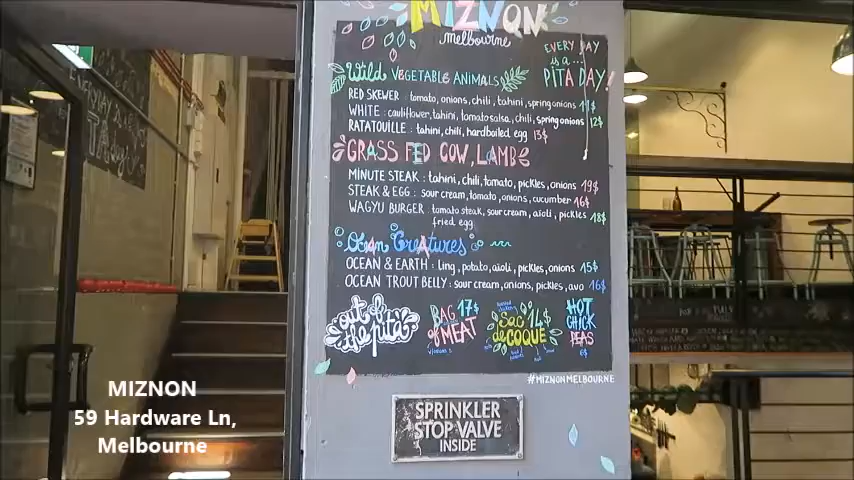 MIZNON
melbourne
EVERY DAY
is a...
PITA DAY!
Wild VEGETABLE ANIMALS
RED SKEWER: tomato, onions, chili, tahini, spring onions
WHITE: cauliflower, tahini, tomato salsa, chili, spring onions 12$
RATATOUILLE: tahini, chili, hardboiled egg 13$
GRASS FED COW, LAMB
MINUTE STEAK: tahini, chili, tomato, pickles, onions 19$
STEAK & EGG: sour cream, tomato, onions, cucumber 16$
WAGYU BURGER: tomato steak, sour cream, aioli, pickles 18$
fried egg
Ocean Creatures
OCEAN & EARTH: Ling, potato, aioli, pickles, onions 15$
OCEAN TROUT BELLY: sour cream, onions, pickles, avo 16$
out of the pita
BAG 17$
of MEAT
Sac 14$
de COQUE
HOT
CHICK
PEAS
6$
#MIZNONMELBOURNE
SPRINKLER
STOP VALVE
INSIDE
MIZNON
59 Hardware Ln,
Melbourne